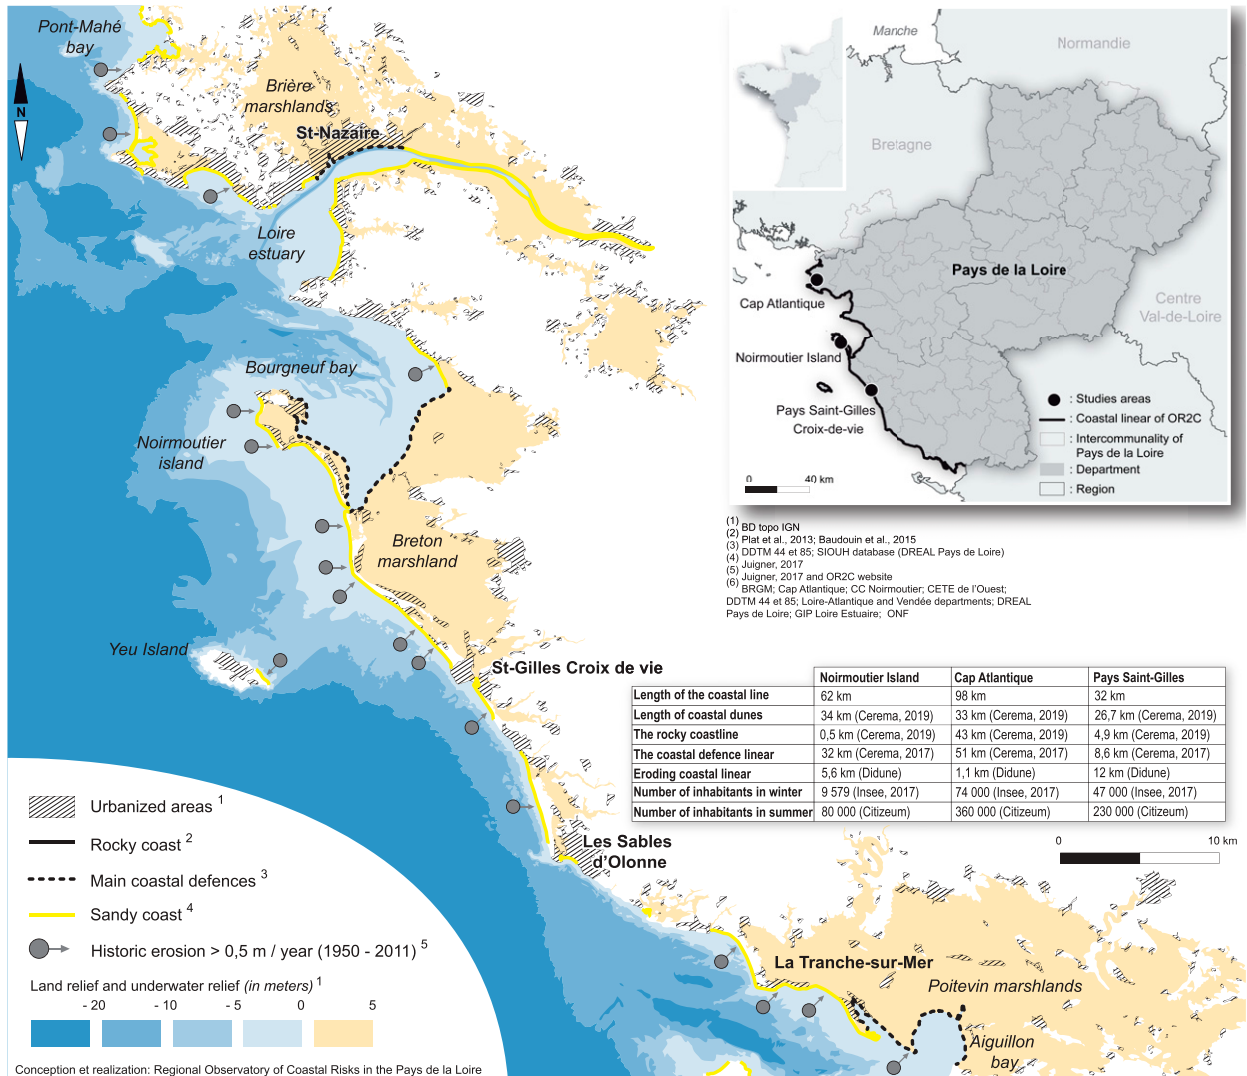 Pont-Mahé
bay
N
Brière
marshlands
St-Nazaire
Loire
estuary
Bourgneuf bay
Noirmoutier
island
Breton
marshland
Yeu Island
St-Gilles Croix de vie
Les Sables
d'Olonne
La Tranche-sur-Mer
Poitevin marshlands
Aiguillon
bay
Manche
Normandie
Bretagne
Pays de la Loire
Centre
Val-de-Loire
Cap Atlantique
Noirmoutier Island
Pays Saint-Gilles
Croix-de-vie
: Studies areas
: Coastal linear of OR2C
: Intercommunality of
Pays de la Loire
: Department
: Region
0 40 km
(1) BD topo IGN
(2) Plat et al., 2013; Baudouin et al., 2015
(3) DDTM 44 et 85; SIOUH database (DREAL Pays de Loire)
(4) Juigner, 2017
(5) Juigner, 2017 and OR2C website
(6) BRGM; Cap Atlantique; CC Noirmoutier; CETE de l'Ouest;
DDTM 44 et 85; Loire-Atlantique and Vendée departments; DREAL
Pays de Loire; GIP Loire Estuaire; ONF
Noirmoutier Island Cap Atlantique Pays Saint-Gilles
Length of the coastal line 62 km 98 km 32 km
Length of coastal dunes 34 km (Cerema, 2019) 33 km (Cerema, 2019) 26,7 km (Cerema, 2019)
The rocky coastline 0,5 km (Cerema, 2019) 43 km (Cerema, 2019) 4,9 km (Cerema, 2019)
The coastal defence linear 32 km (Cerema, 2017) 51 km (Cerema, 2017) 8,6 km (Cerema, 2017)
Eroding coastal linear 5,6 km (Didune) 1,1 km (Didune) 12 km (Didune)
Number of inhabitants in winter 9 579 (Insee, 2017) 74 000 (Insee, 2017) 47 000 (Insee, 2017)
Number of inhabitants in summer 80 000 (Citizeum) 360 000 (Citizeum) 230 000 (Citizeum)
0 10 km
Urbanized areas 1
Rocky coast 2
Main coastal defences 3
Sandy coast 4
Historic erosion > 0,5 m / year (1950 - 2011) 5
Land relief and underwater relief (in meters) 1
- 20 - 10 - 5 0 5
Conception et realization: Regional Observatory of Coastal Risks in the Pays de la Loire